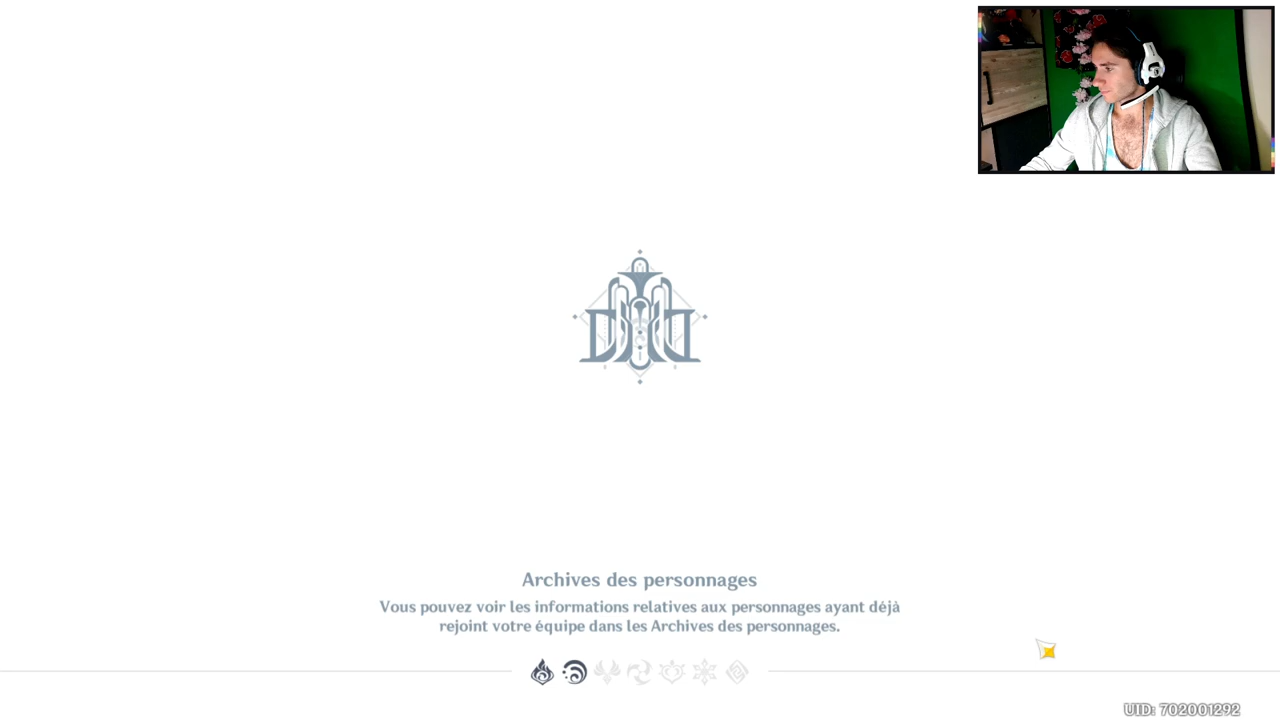 Archives des personnages
Vous pouvez voir les informations relatives aux personnages ayant déjà
rejoint votre équipe dans les Archives des personnages.
UID: 702001292